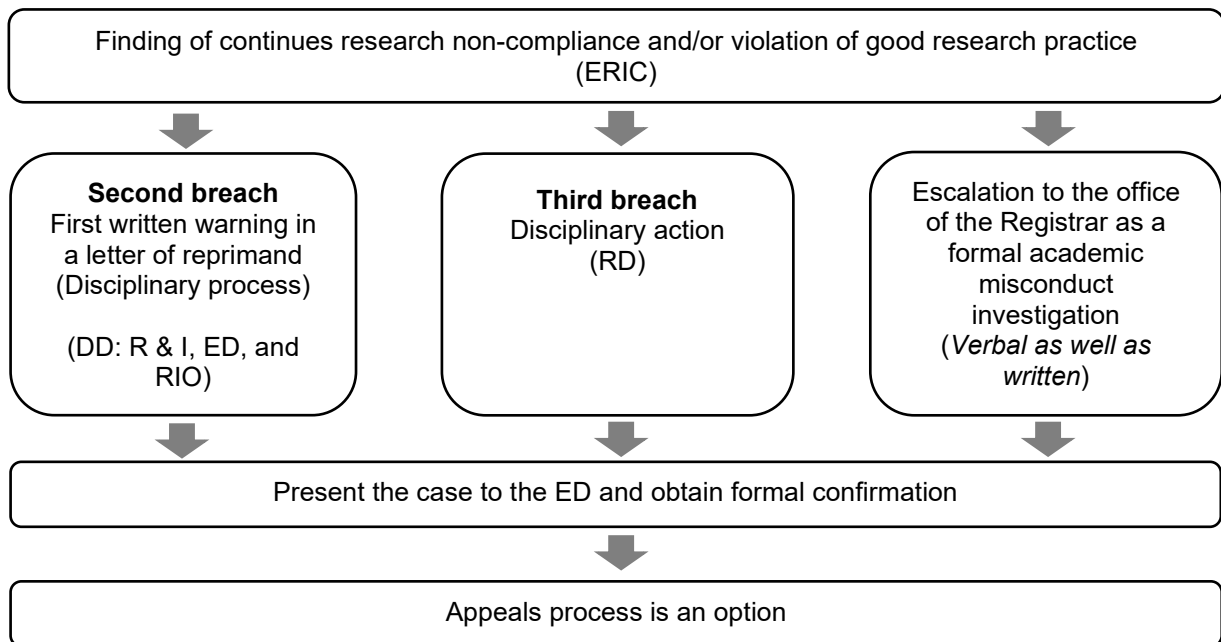 Finding of continues research non-compliance and/or violation of good research practice
(ERIC)
Second breach
First written warning in
a letter of reprimand
(Disciplinary process)
(DD: R & I, ED, and
RIO)
Third breach
Disciplinary action
(RD)
Escalation to the office
of the Registrar as a
formal academic
misconduct
investigation
(Verbal as well as
written)
Present the case to the ED and obtain formal confirmation
Appeals process is an option